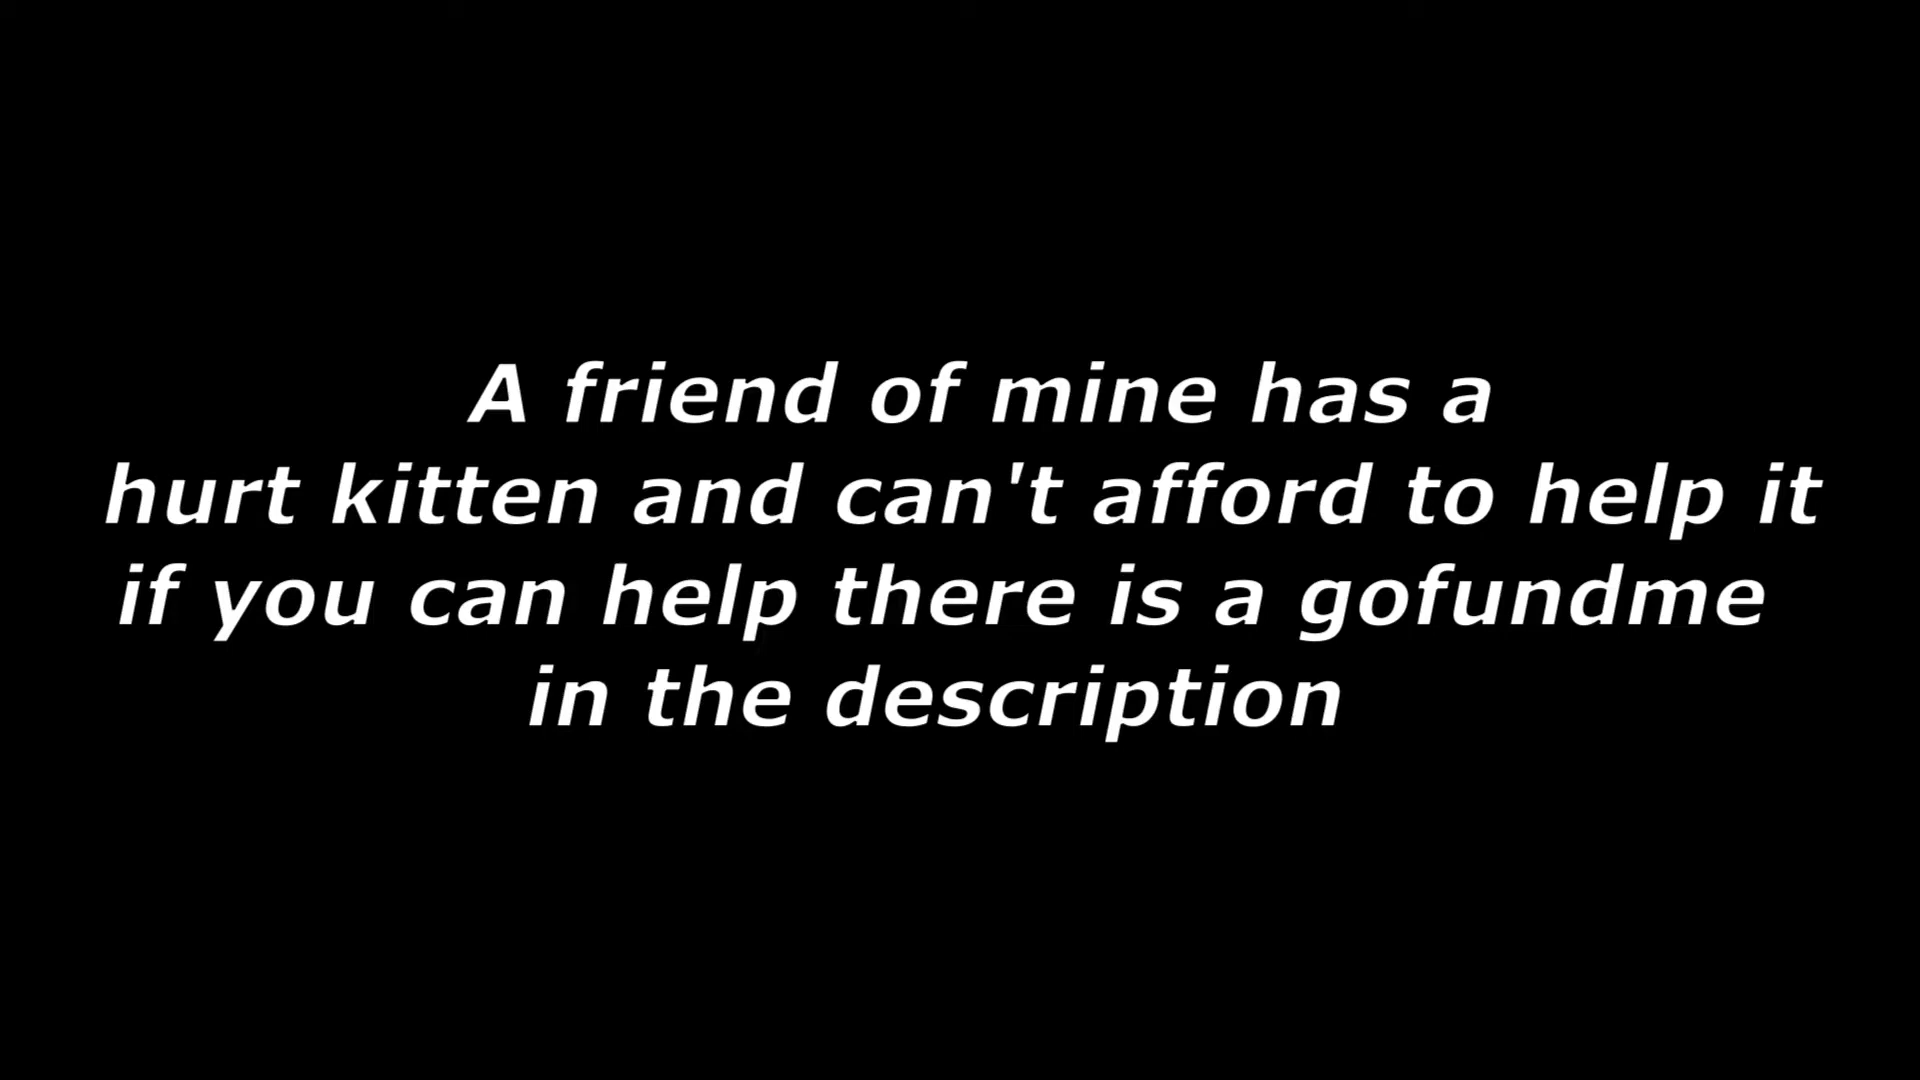 A friend of mine has a
hurt kitten and can't afford to help it
if you can help there is a gofundme
in the description